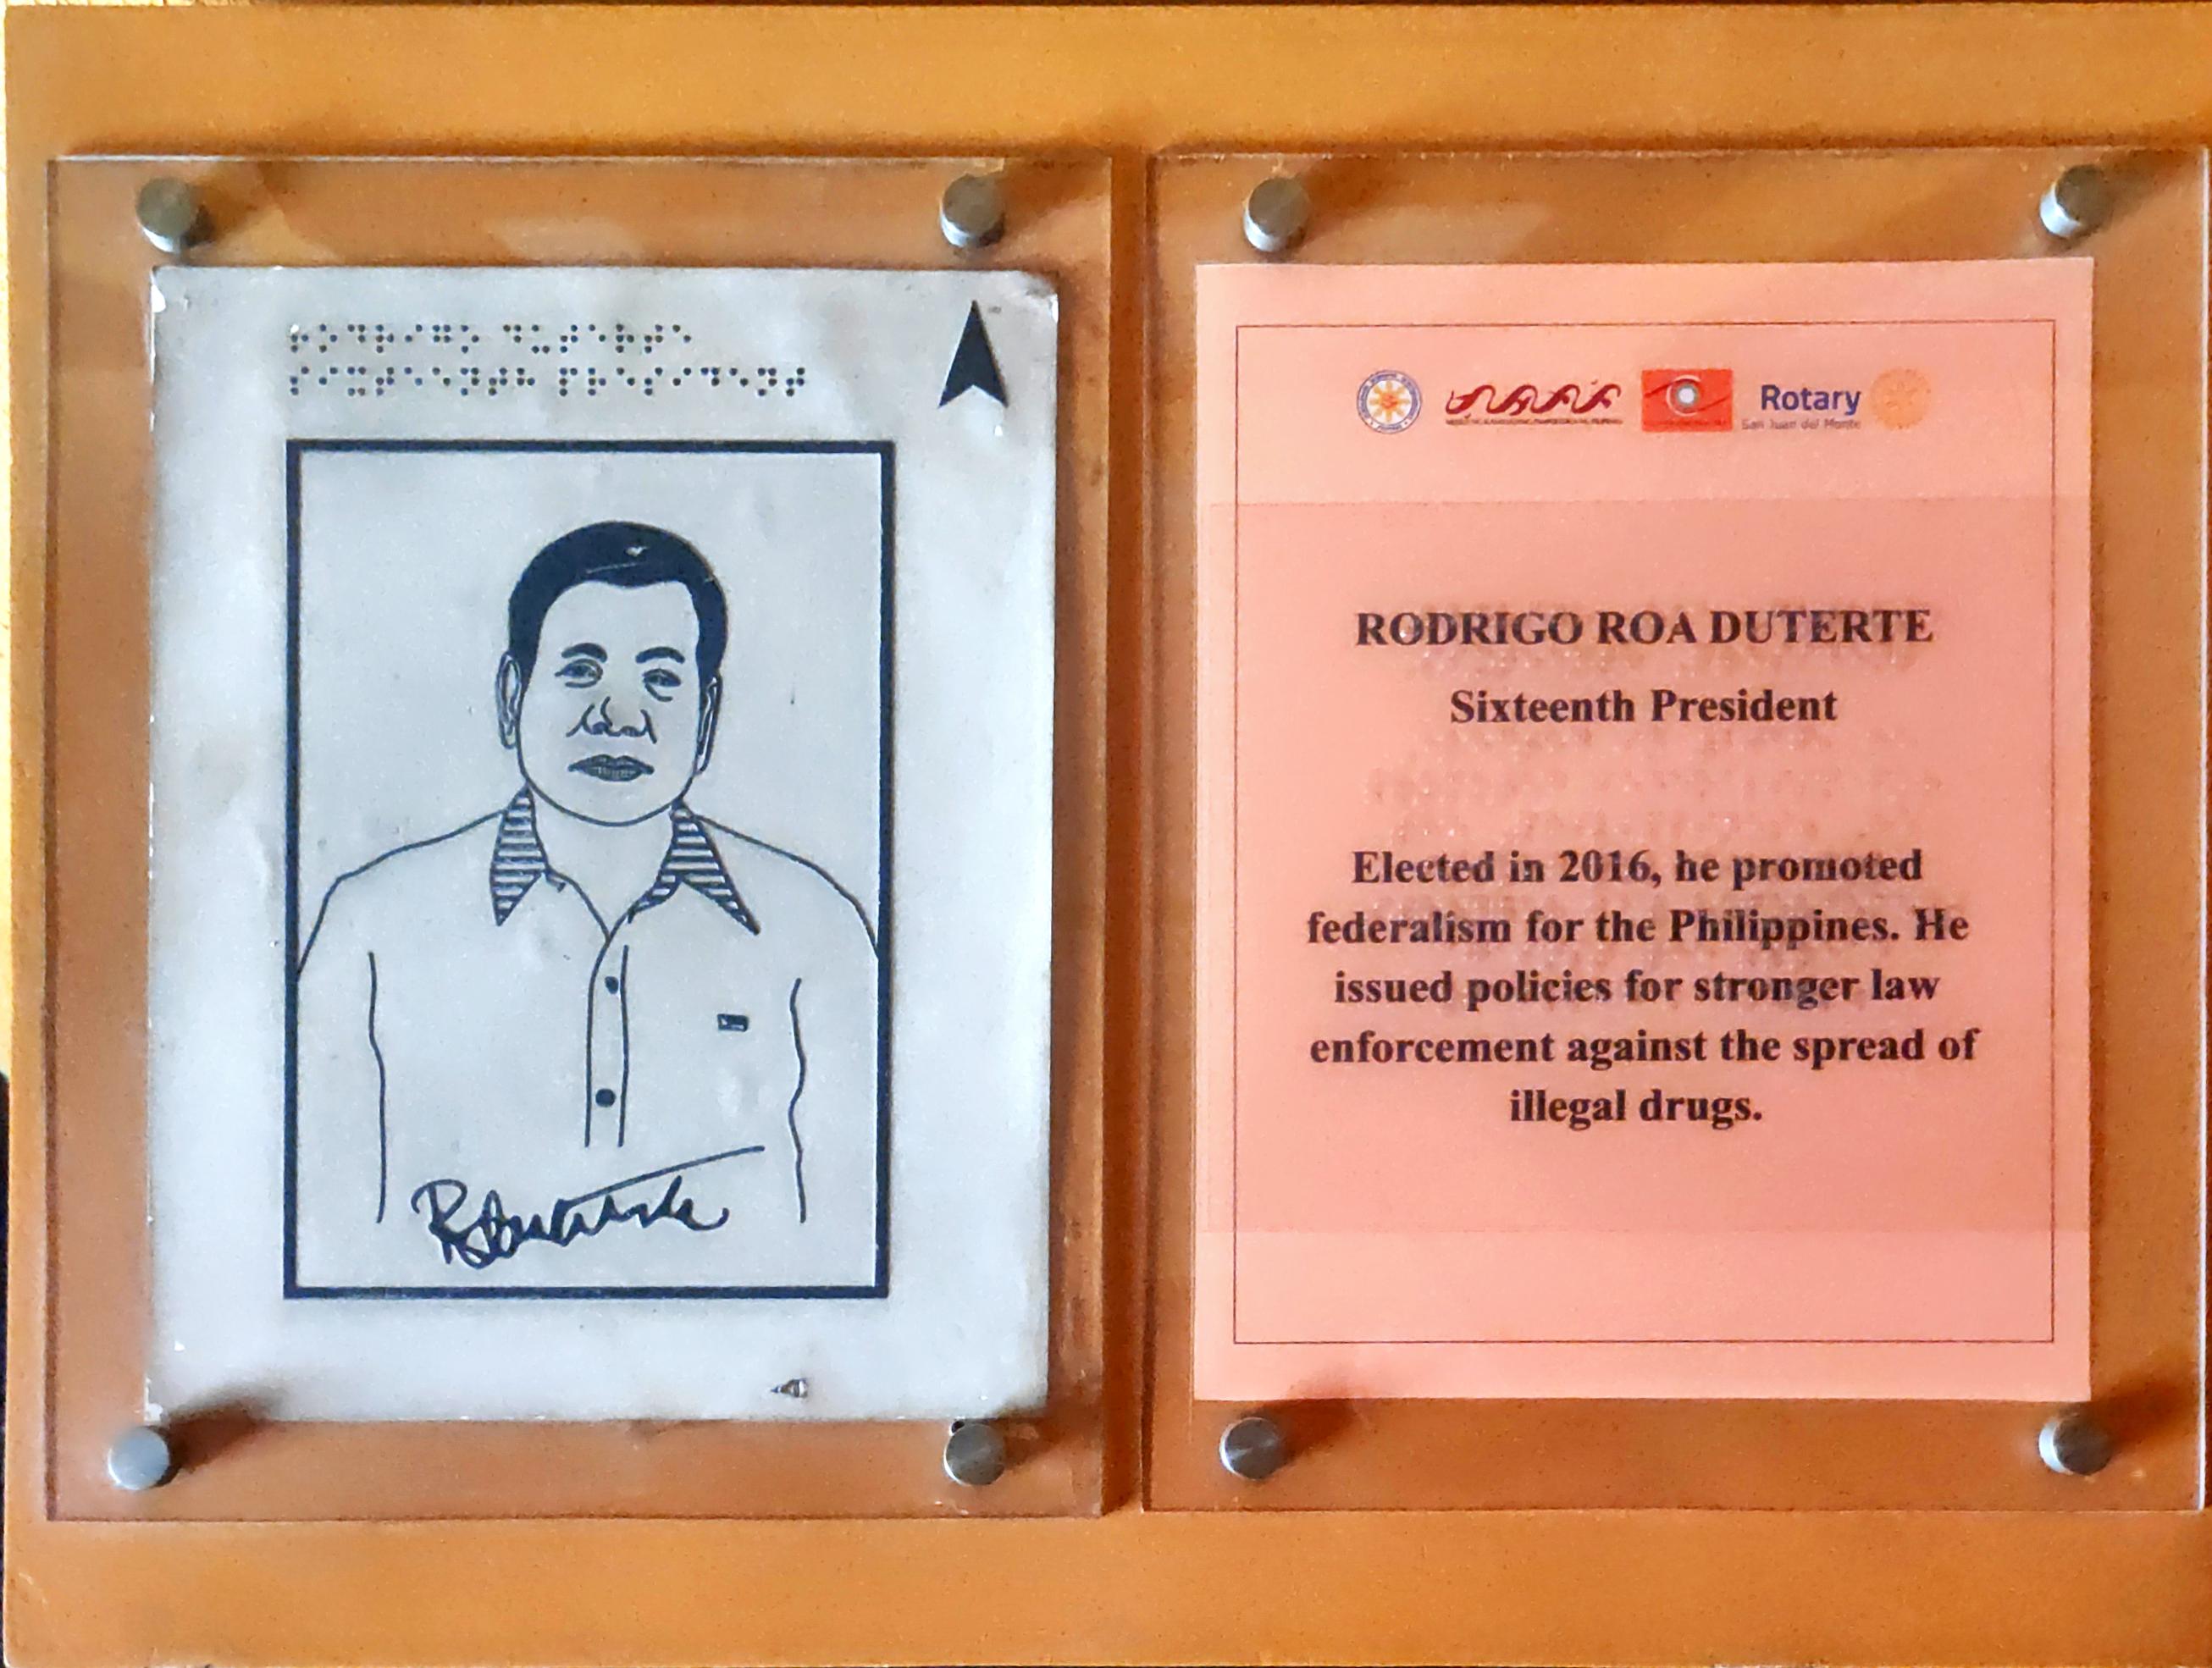 ⠗⠕⠙⠗⠊⠛⠕ ⠙⠥⠞⠑⠗⠞⠑
⠎⠊⠭⠞⠑⠑⠝⠞⠓ ⠏⠗⠑⠎⠊⠙⠑⠝⠞
Rotary
San Juan del Monte
RODRIGO ROA DUTERTE
Sixteenth President
Elected in 2016, he promoted
federalism for the Philippines. He
issued policies for stronger law
enforcement against the spread of
illegal drugs.